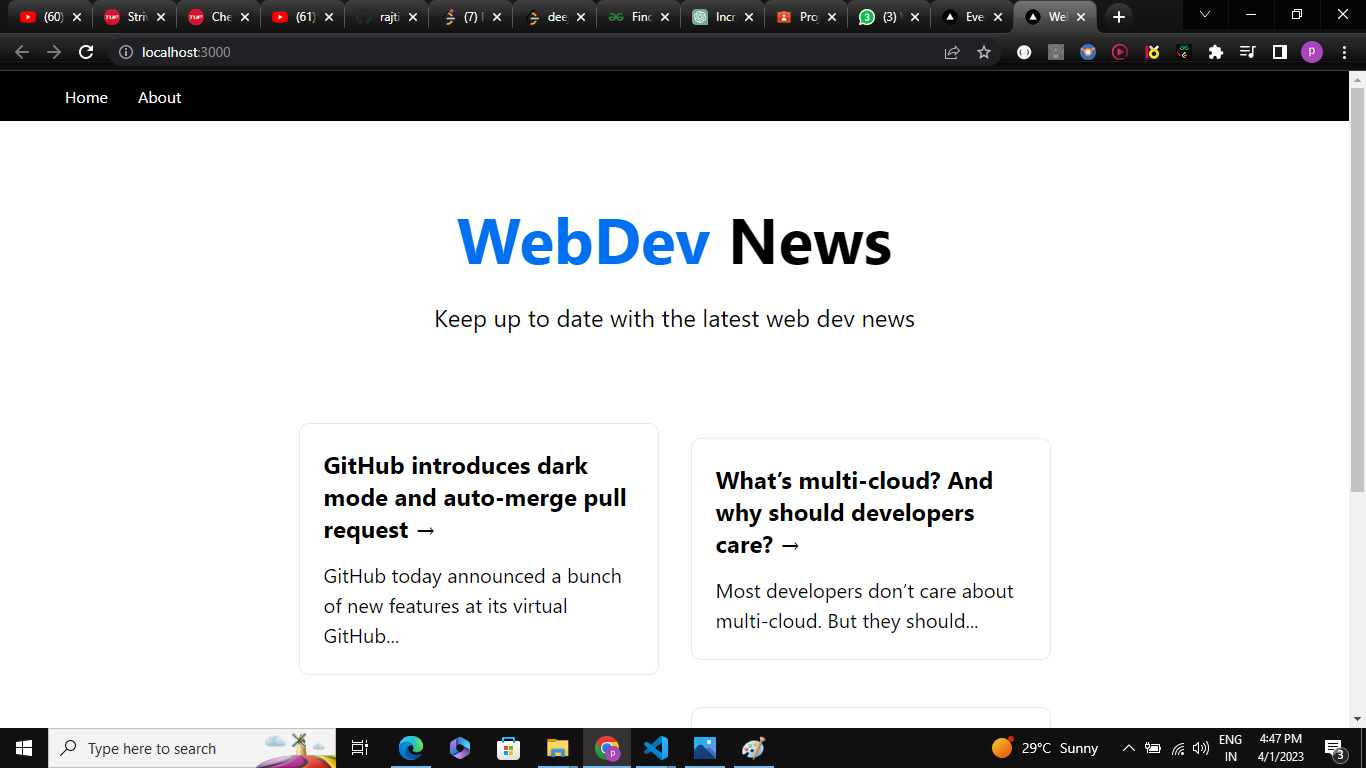 (60)
Striv
Che
(61)
rajti
(7) F
dee
Find
Incr
Proj
(3)
Eve
Wel
localhost:3000
P
Home About
WebDev News
Keep up to date with the latest web dev news
GitHub introduces dark
mode and auto-merge pull
request →
GitHub today announced a bunch
of new features at its virtual
GitHub...
What’s multi-cloud? And
why should developers
care? →
Most developers don’t care about
multi-cloud. But they should...
Type here to search
29°C Sunny
ENG
IN
4:47 PM
4/1/2023
3